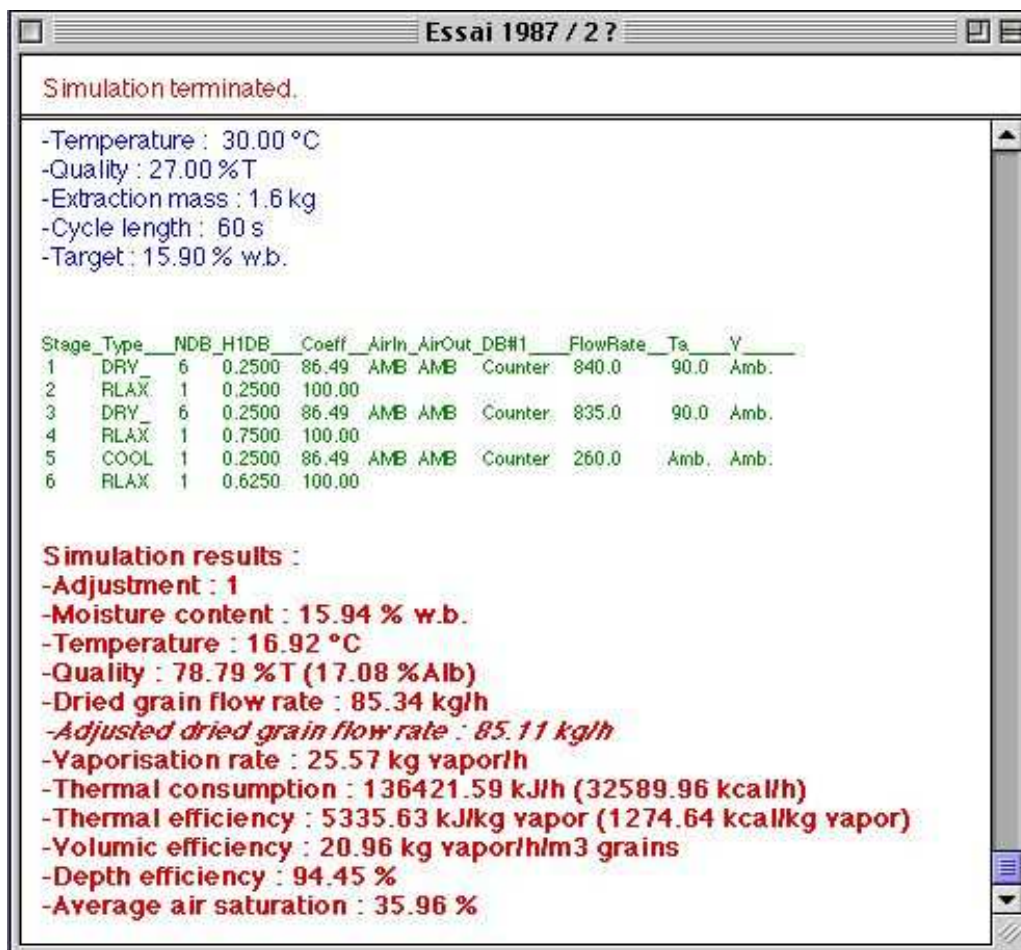 Essai 1987 / 2 ?
Simulation terminated.
-Temperature : 30.00 °C
-Quality : 27.00 %T
-Extraction mass : 1.6 kg
-Cycle length : 60 s
-Target : 15.90 % w.b.
Stage_Type___NDB_H1DB___Coeff_AirIn_AirOut_DB#1____FlowRate__Ta____V_____
1 DRY_ 6 0.2500 86.49 AMB AMB Counter 840.0 90.0 Amb.
2 RLAX 1 0.2500 100.00
3 DRY_ 6 0.2500 86.49 AMB AMB Counter 835.0 90.0 Amb.
4 RLAX 1 0.7500 100.00
5 COOL 1 0.2500 86.49 AMB AMB Counter 260.0 Amb. Amb.
6 RLAX 1 0.6250 100.00
Simulation results :
-Adjustment : 1
-Moisture content : 15.94 % w.b.
-Temperature : 16.92 °C
-Quality : 78.79 %T (17.08 %Alb)
-Dried grain flow rate : 85.34 kg/h
-Adjusted dried grain flow rate : 85.11 kg/h
-Vaporisation rate : 25.57 kg vapor/h
-Thermal consumption : 136421.59 kJ/h (32589.96 kcal/h)
-Thermal efficiency : 5335.63 kJ/kg vapor (1274.64 kcal/kg vapor)
-Volumic efficiency : 20.96 kg vapor/h/m3 grains
-Depth efficiency : 94.45 %
-Average air saturation : 35.96 %